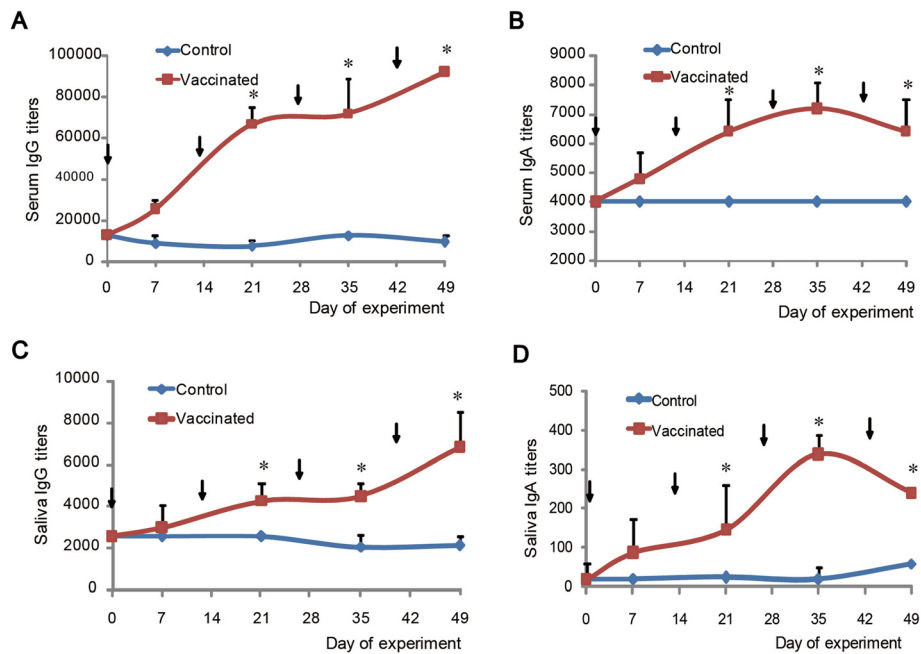 A
Control
Vaccinated
Serum IgG titers
100000
80000
60000
40000
20000
0
* * *
0 7 14 21 28 35 42 49
Day of experiment
B
Control
Vaccinated
Serum IgA titers
9000
8000
7000
6000
5000
4000
3000
2000
* * *
0 7 14 21 28 35 42 49
Day of experiment
C
Control
Vaccinated
Saliva IgG titers
10000
8000
6000
4000
2000
0
* * *
0 7 14 21 28 35 42 49
Day of experiment
D
Control
Vaccinated
Saliva IgA titers
500
400
300
200
100
0
* * *
0 7 14 21 28 35 42 49
Day of experiment